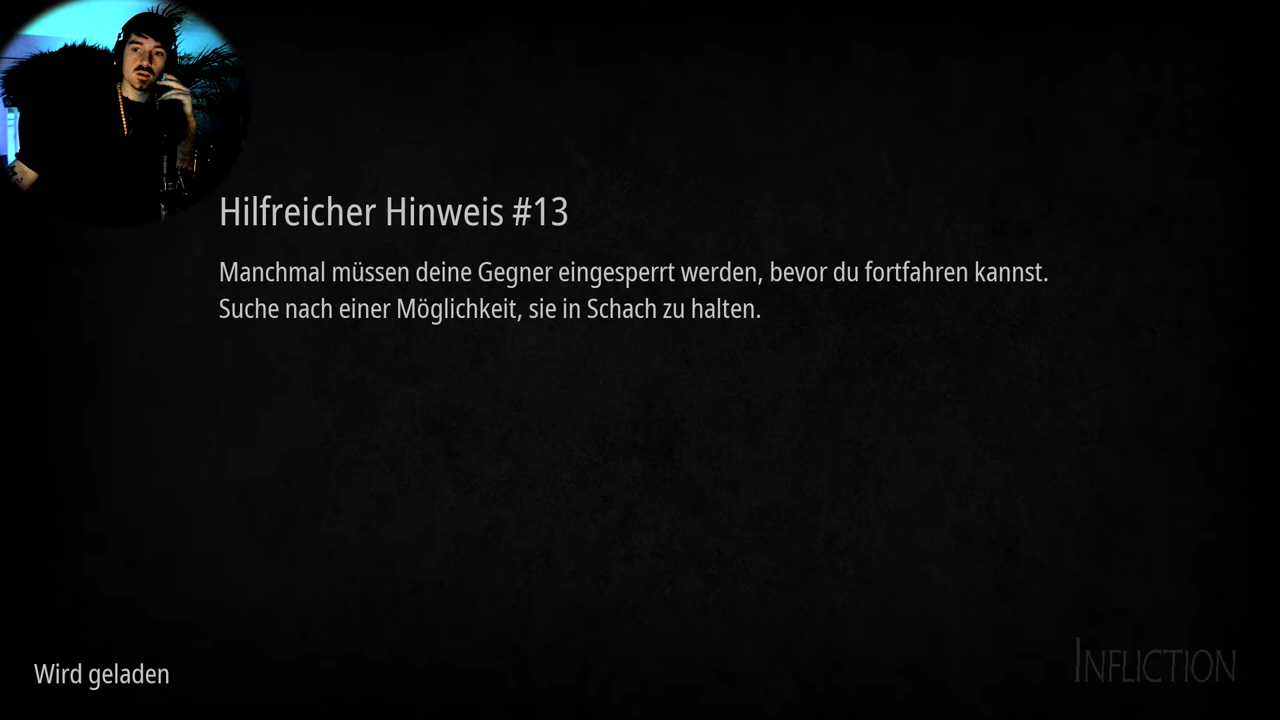 Hilfreicher Hinweis #13
Manchmal müssen deine Gegner eingesperrt werden, bevor du fortfahren kannst.
Suche nach einer Möglichkeit, sie in Schach zu halten.
Wird geladen
INFLICTION